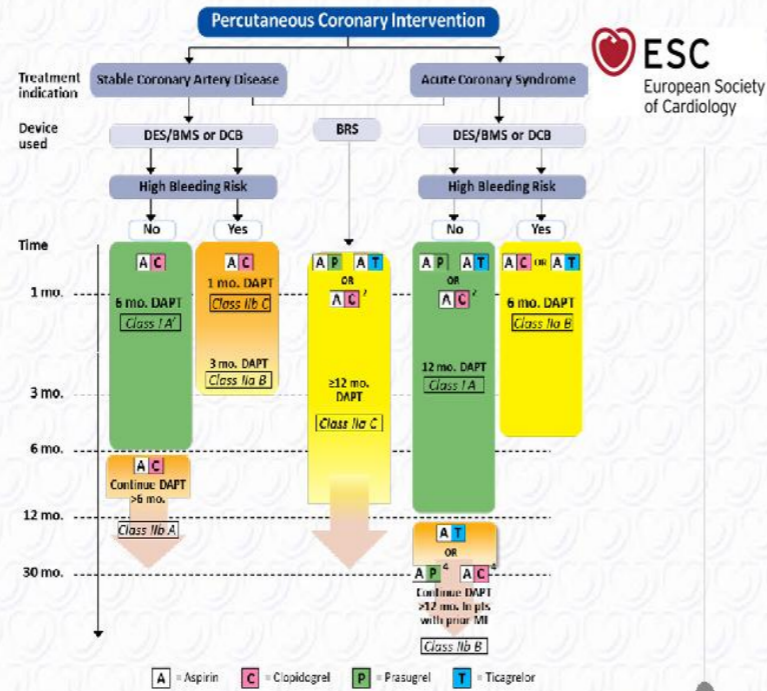 Percutaneous Coronary Intervention
ESC
European Society
of Cardiology
Treatment
indication
Stable Coronary Artery Disease
Acute Coronary Syndrome
Device
used
DES/BMS or DCB
BRS
DES/BMS or DCB
High Bleeding Risk
High Bleeding Risk
No
Yes
No
Yes
Time
1 mo.
3 mo.
6 mo.
12 mo.
30 mo.
A C
6 mo. DAPT
Class I A
A C
Continue DAPT
>6 mo.
Class IIb A
A C
1 mo. DAPT
Class IIb C
3 mo. DAPT
Class IIa B
A P A T
OR
A C 2
≥12 mo.
DAPT
Class IIa C
A P A T
OR
A C 2
12 mo. DAPT
Class I A
A T
OR
A P 4 A C 4
Continue DAPT
>12 mo. in pts
with prior MI
Class IIb B
A C OR A T
6 mo. DAPT
Class IIa B
A = Aspirin C = Clopidogrel P = Prasugrel T = Ticagrelor